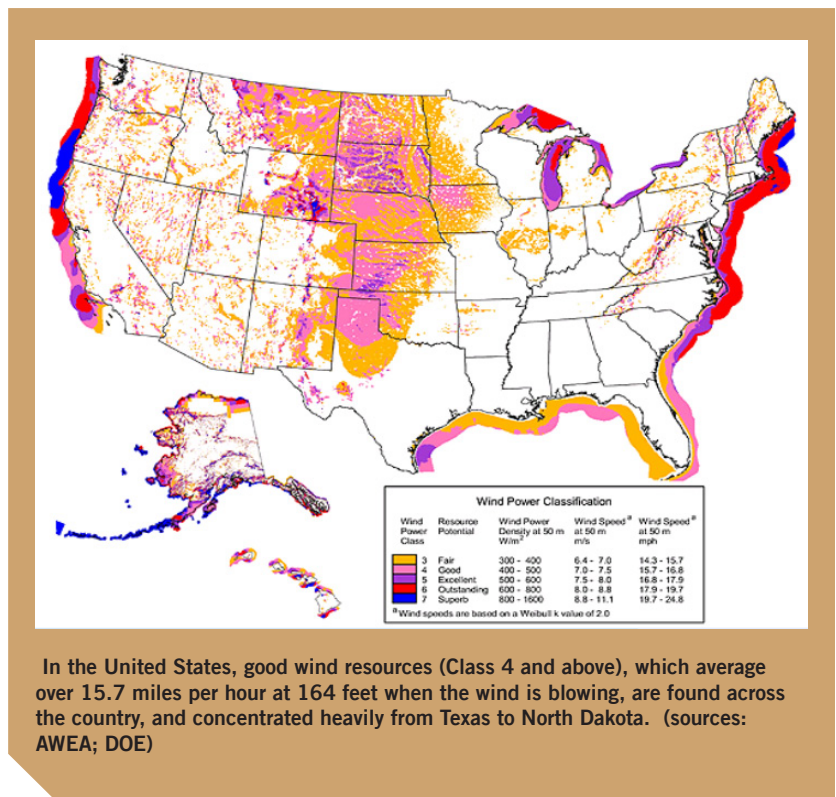 Wind Power Classification
Wind Power Class Resource Potential Wind Power Density at 50 m W/m² Wind Speed ᵃ at 50 m m/s Wind Speed ᵃ at 50 m mph
3 Fair 300 - 400 6.4 - 7.0 14.3 - 15.7
4 Good 400 - 500 7.0 - 7.5 15.7 - 16.8
5 Excellent 500 - 600 7.5 - 8.0 16.8 - 17.9
6 Outstanding 600 - 800 8.0 - 8.8 17.9 - 19.7
7 Superb 800 - 1600 8.8 - 11.1 19.7 - 24.8
ᵃ Wind speeds are based on a Weibull k value of 2.0
In the United States, good wind resources (Class 4 and above), which average
over 15.7 miles per hour at 164 feet when the wind is blowing, are found across
the country, and concentrated heavily from Texas to North Dakota. (sources:
AWEA; DOE)